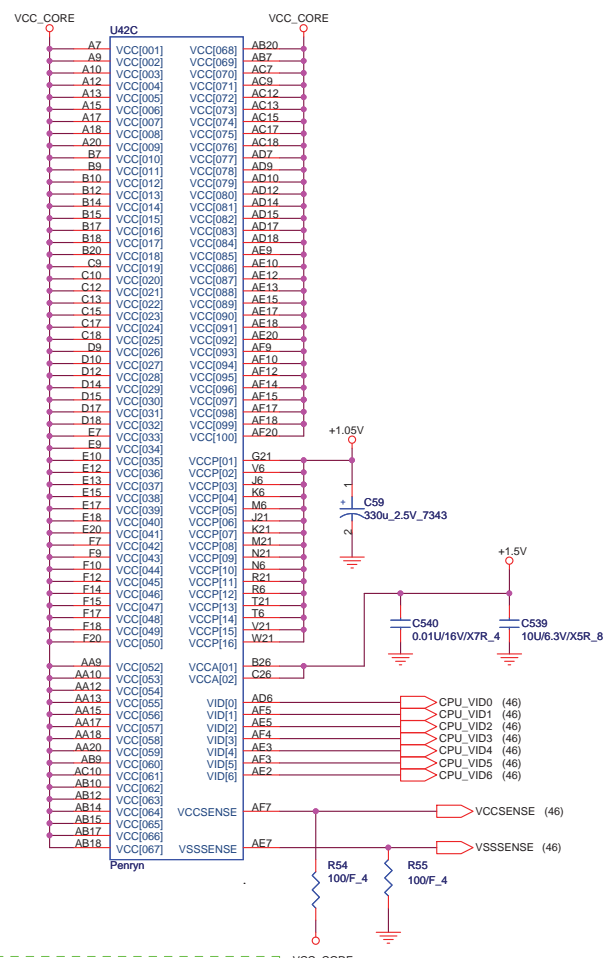 VCC_CORE VCC_CORE
U42C
A7 VCC[001] VCC[068] AB20
A9 VCC[002] VCC[069] AB7
A10 VCC[003] VCC[070] AC7
A12 VCC[004] VCC[071] AC9
A13 VCC[005] VCC[072] AC12
A15 VCC[006] VCC[073] AC13
A17 VCC[007] VCC[074] AC15
A18 VCC[008] VCC[075] AC17
A20 VCC[009] VCC[076] AC18
B7 VCC[010] VCC[077] AD7
B9 VCC[011] VCC[078] AD9
B10 VCC[012] VCC[079] AD10
B12 VCC[013] VCC[080] AD12
B14 VCC[014] VCC[081] AD14
B15 VCC[015] VCC[082] AD15
B17 VCC[016] VCC[083] AD17
B18 VCC[017] VCC[084] AD18
B20 VCC[018] VCC[085] AE9
C9 VCC[019] VCC[086] AE10
C10 VCC[020] VCC[087] AE12
C12 VCC[021] VCC[088] AE13
C13 VCC[022] VCC[089] AE15
C15 VCC[023] VCC[090] AE17
C17 VCC[024] VCC[091] AE18
C18 VCC[025] VCC[092] AE20
D9 VCC[026] VCC[093] AF9
D10 VCC[027] VCC[094] AF10
D12 VCC[028] VCC[095] AF12
D14 VCC[029] VCC[096] AF14
D15 VCC[030] VCC[097] AF15
D17 VCC[031] VCC[098] AF17
D18 VCC[032] VCC[099] AF18
E7 VCC[033] VCC[100] AF20
+1.05V
E9 VCC[034]
E10 VCC[035] VCCP[01] G21
E12 VCC[036] VCCP[02] V6
E13 VCC[037] VCCP[03] J6
E15 VCC[038] VCCP[04] K6
E17 VCC[039] VCCP[05] M6
E18 VCC[040] VCCP[06] J21
E20 VCC[041] VCCP[07] K21
F7 VCC[042] VCCP[08] M21
F9 VCC[043] VCCP[09] N21
F10 VCC[044] VCCP[10] N6
F12 VCC[045] VCCP[11] R21
F14 VCC[046] VCCP[12] R6
F15 VCC[047] VCCP[13] T21
F17 VCC[048] VCCP[14] T6
F18 VCC[049] VCCP[15] V21
F20 VCC[050] VCCP[16] W21
1
+ C59
330u_2.5V_7343
2
+1.5V
C540
0.01U/16V/X7R_4
C539
10U/6.3V/X5R_8
AA9 VCC[052] VCCA[01] B26
AA10 VCC[053] VCCA[02] C26
AA12 VCC[054]
AA13 VCC[055] VID[0] AD6 CPU_VID0 (46)
AA15 VCC[056] VID[1] AF5 CPU_VID1 (46)
AA17 VCC[057] VID[2] AE5 CPU_VID2 (46)
AA18 VCC[058] VID[3] AF4 CPU_VID3 (46)
AA20 VCC[059] VID[4] AE3 CPU_VID4 (46)
AB9 VCC[060] VID[5] AF3 CPU_VID5 (46)
AC10 VCC[061] VID[6] AE2 CPU_VID6 (46)
AB10 VCC[062]
AB12 VCC[063]
AB14 VCC[064] VCCSENSE AF7 VCCSENSE (46)
AB15 VCC[065]
AB17 VCC[066]
AB18 VCC[067] VSSSENSE AE7 VSSSENSE (46)
Penryn
R54
100/F_4
R55
100/F_4
VCC_CORE